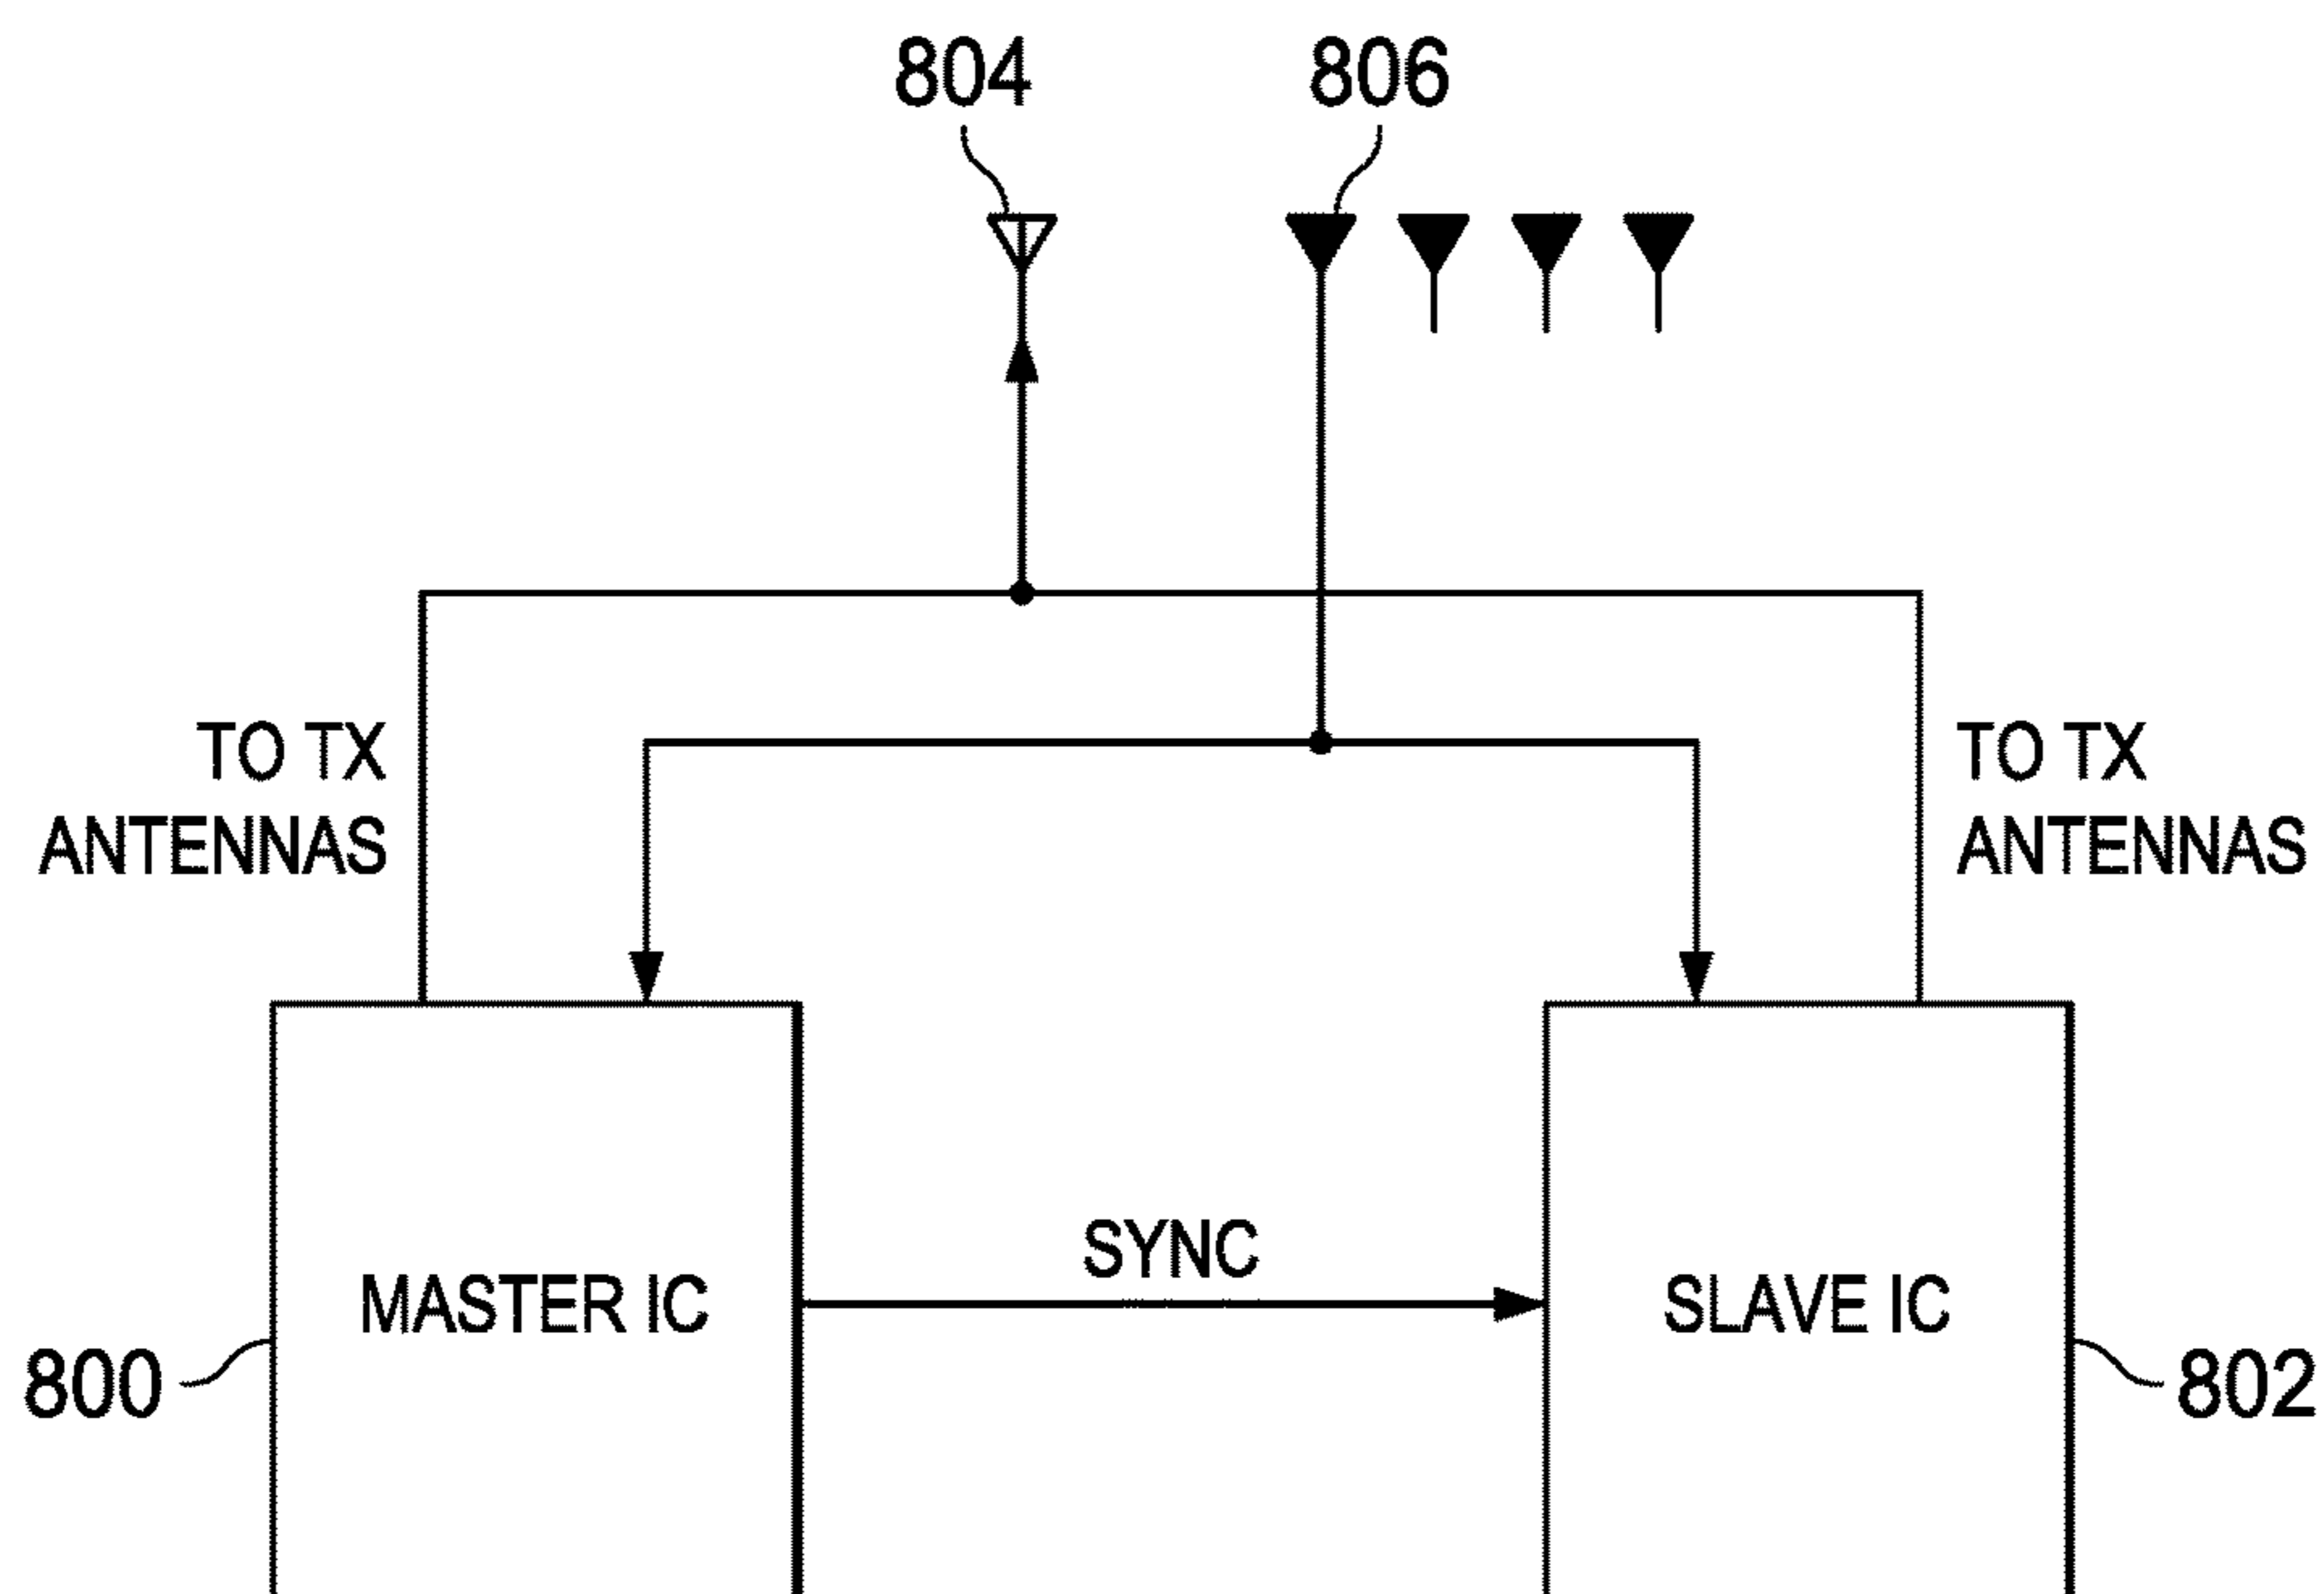 804 806
TO TX
ANTENNAS
TO TX
ANTENNAS
SYNC
MASTER IC
SLAVE IC
800
802